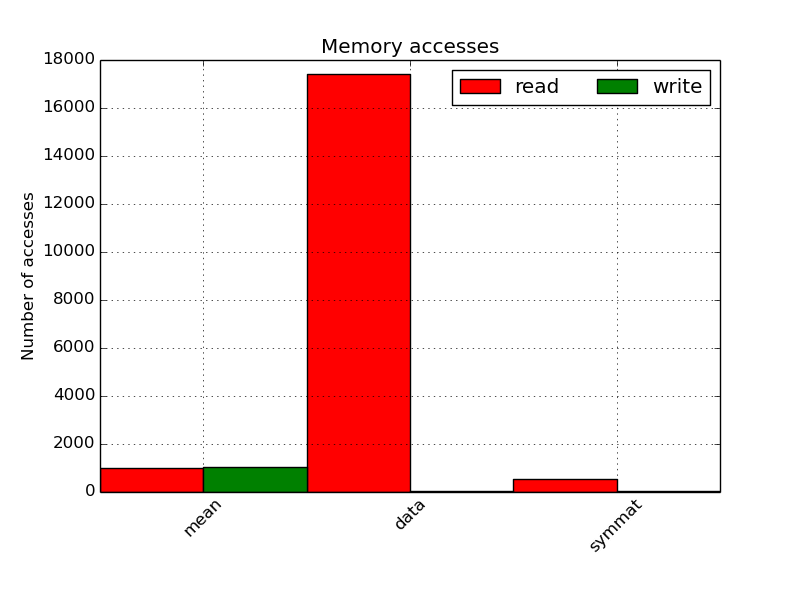 Memory accesses
read write
Number of accesses
18000
16000
14000
12000
10000
8000
6000
4000
2000
0
mean data symmat